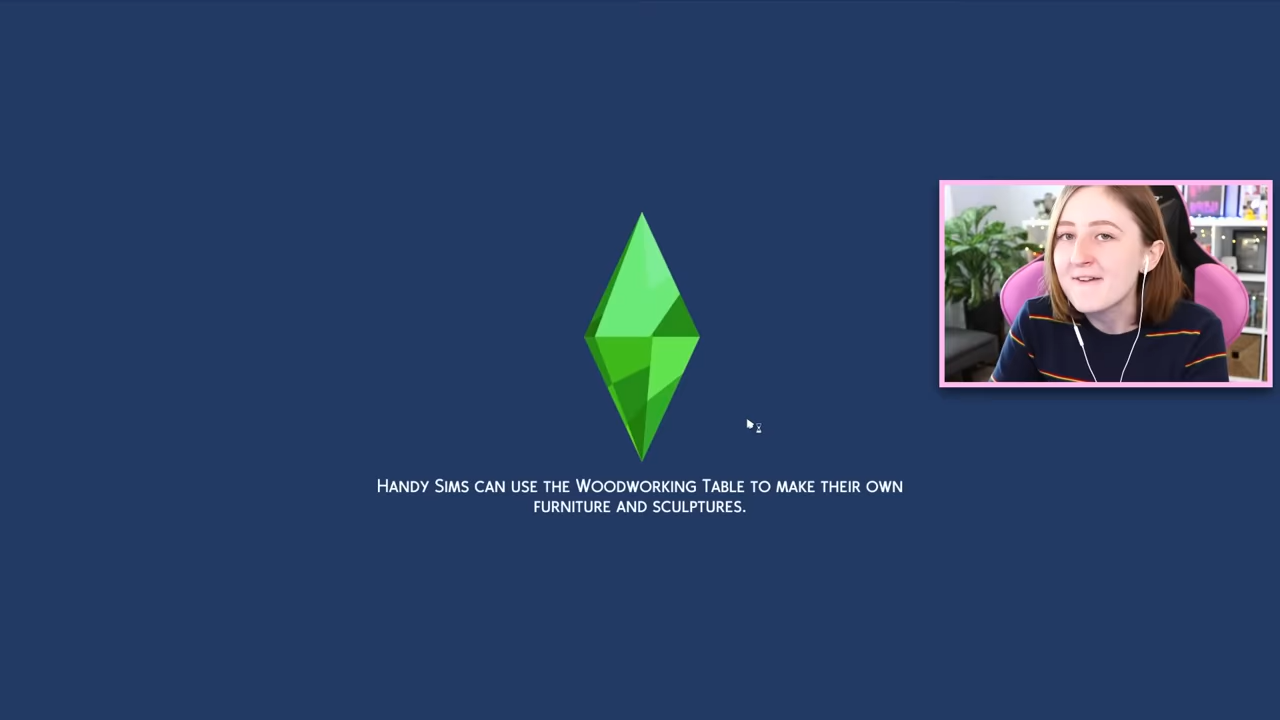 Handy Sims can use the Woodworking Table to make their own
furniture and sculptures.